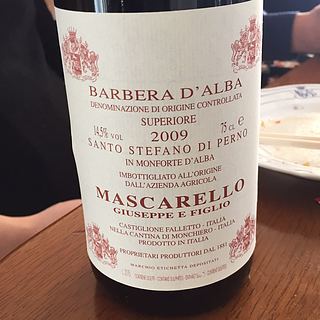 BARBERA D'ALBA
DENOMINAZIONE DI ORIGINE CONTROLLATA
SUPERIORE
14,5% VOL 2009 75 CL e
SANTO STEFANO DI PERNO
IN MONFORTE D'ALBA
IMBOTTIGLIATO ALL'ORIGINE
DALL'AZIENDA AGRICOLA
MASCARELLO
GIUSEPPE E FIGLIO
CASTIGLIONE FALLETTO - ITALIA
NELLA CANTINA DI MONCHIERO - ITALIA
PRODOTTO IN ITALIA
PROPRIETARI PRODUTTORI DAL 1881
MARCHIO ETICHETTA DEPOSITATI